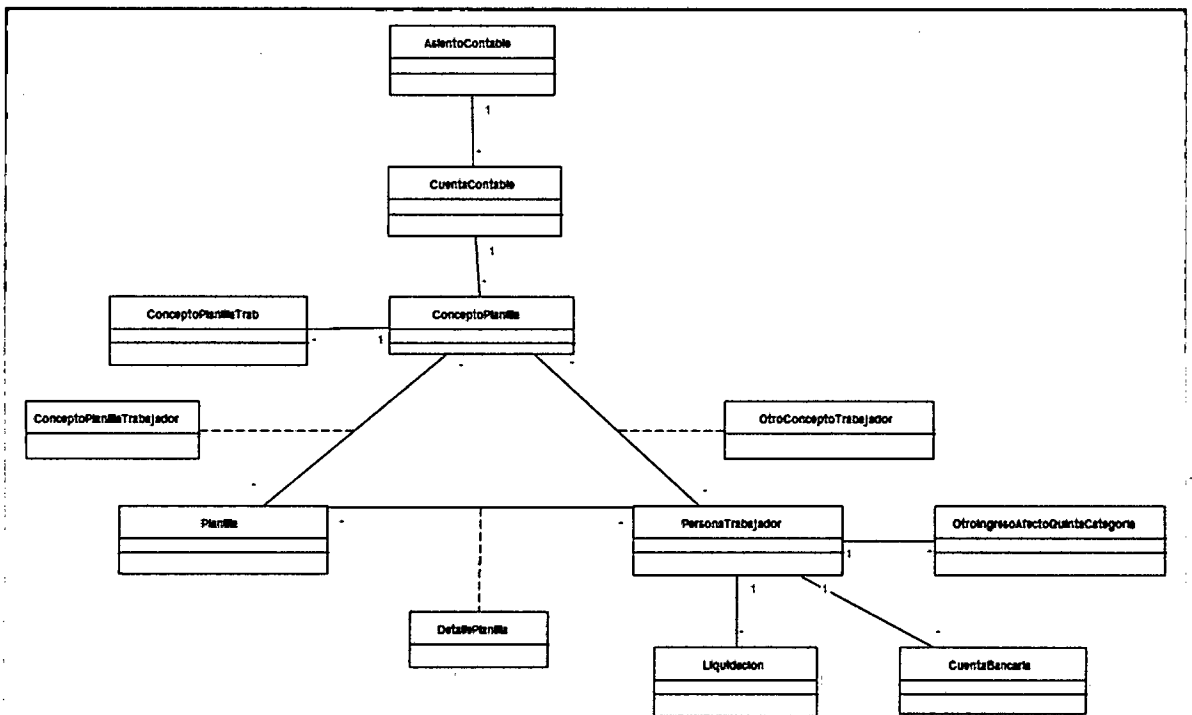 AsientoContable
1
*
CuentaContable
1
*
ConceptoPlanillaTrab
ConceptoPlanilla
*
1
*
*
ConceptoPlanillaTrabajador
OtroConceptoTrabajador
*
*
Planilla
*
*
PersonaTrabajador
OtroIngresoAfectoQuintaCategoria
1
*
1
1
DetallePlanilla
*
*
Liquidacion
CuentaBancaria